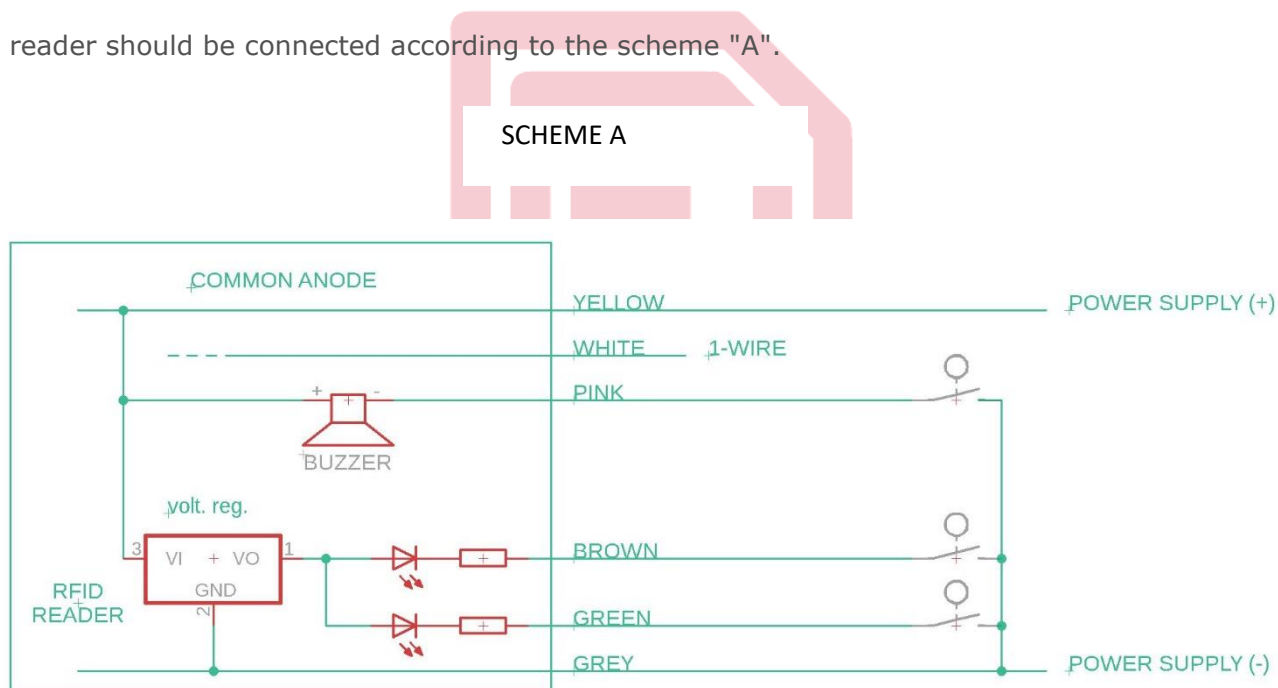 reader should be connected according to the scheme "A".
SCHEME A
COMMON ANODE
YELLOW
POWER SUPPLY (+)
WHITE
1-WIRE
PINK
+ -
BUZZER
volt. reg.
3
VI + VO
1
BROWN
RFID
READER
GND
2
GREEN
GREY
POWER SUPPLY (-)